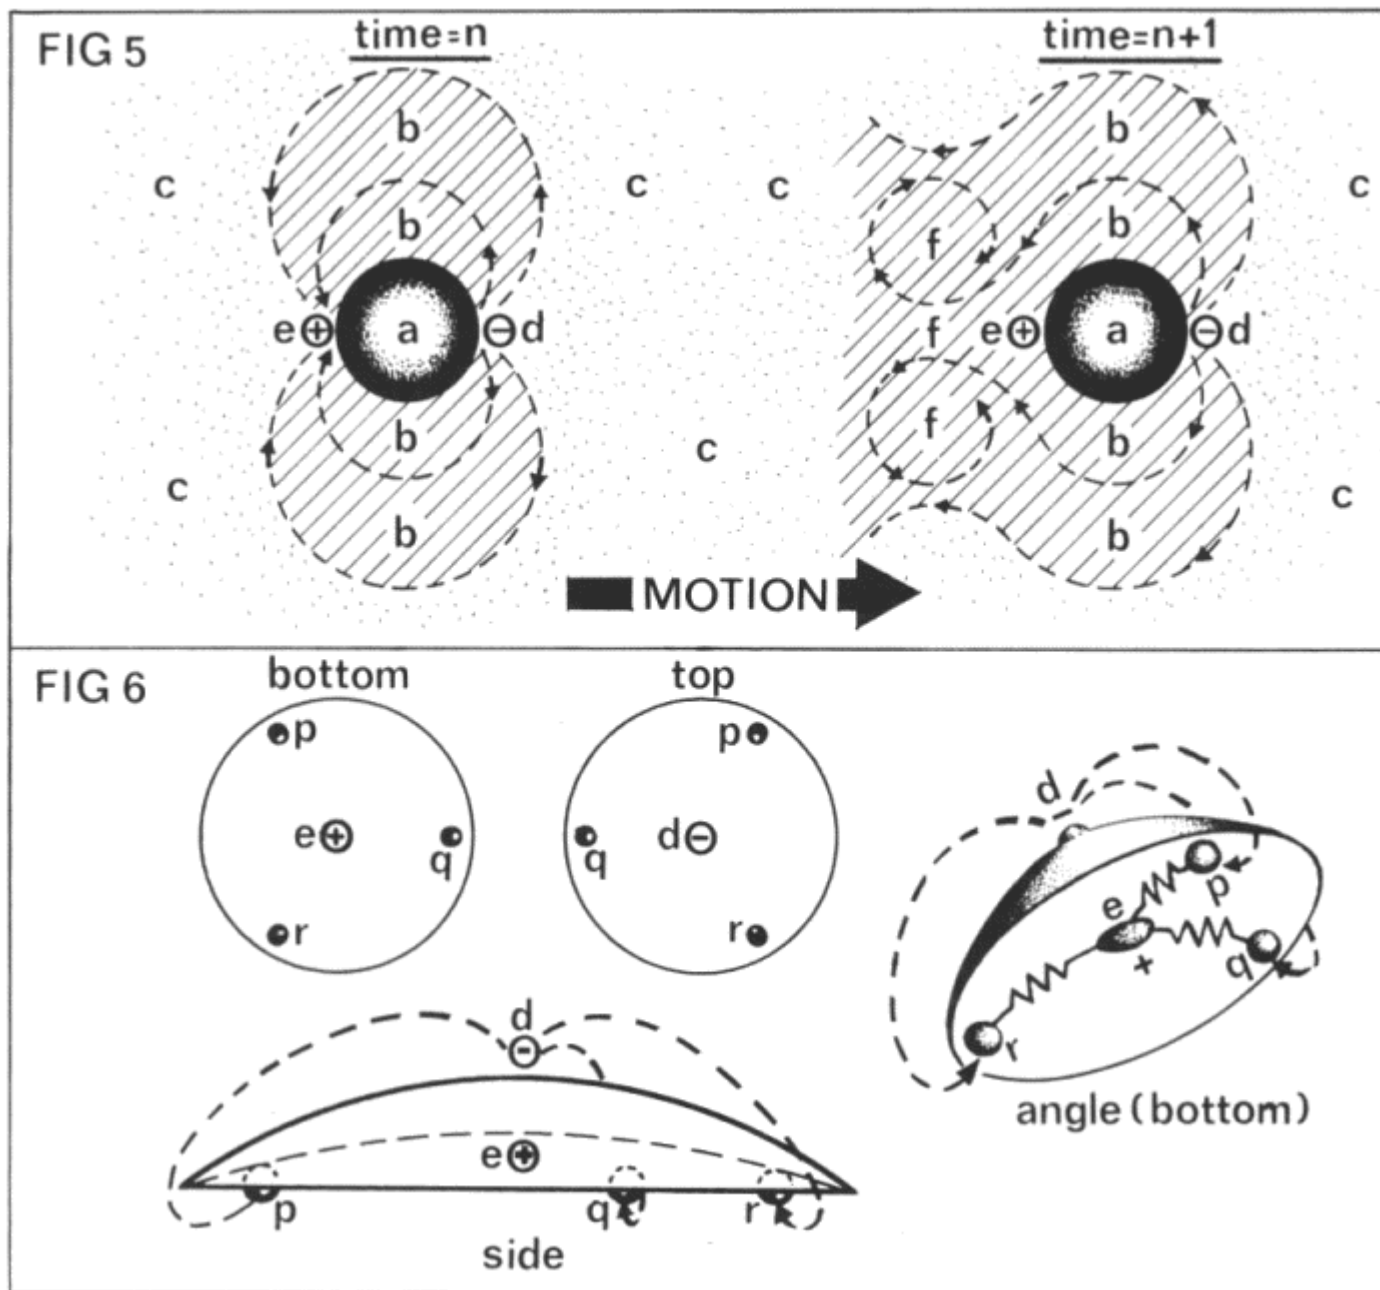 FIG 5
time=n
time=n+1
b
b
c
c
c
c
b
b
f
e⊕ a ⊖d
f
e⊕ a ⊖d
b
b
c
c
c
f
b
b
MOTION
FIG 6
bottom
top
p
p
e⊕
q
q
d⊖
r
r
d
e
p
q
+
r
angle (bottom)
d
⊖
e⊕
p
q
r
side